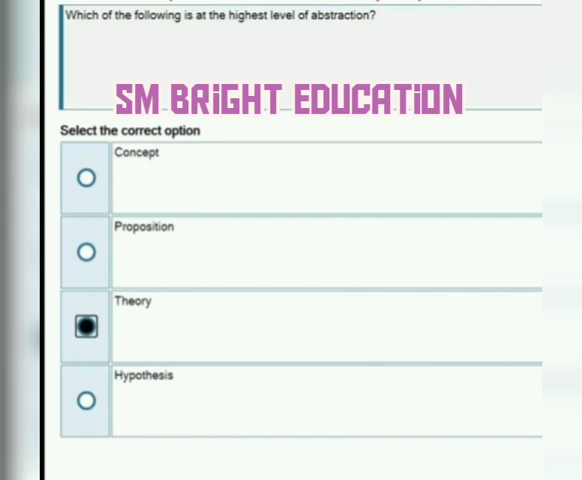 Which of the following is at the highest level of abstraction?
SM BRiGHT EDUCATiON
Select the correct option
Concept
Proposition
Theory
Hypothesis